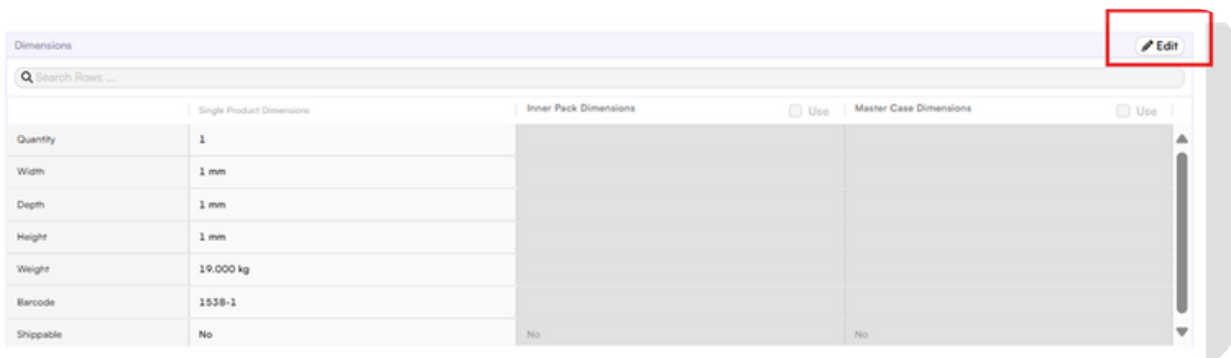 Dimensions Edit
Search Rows ...
Single Product Dimensions Inner Pack Dimensions Use Master Case Dimensions Use
Quantity 1
Width 1 mm
Depth 1 mm
Height 1 mm
Weight 19.000 kg
Barcode 1538-1
Shippable No No No